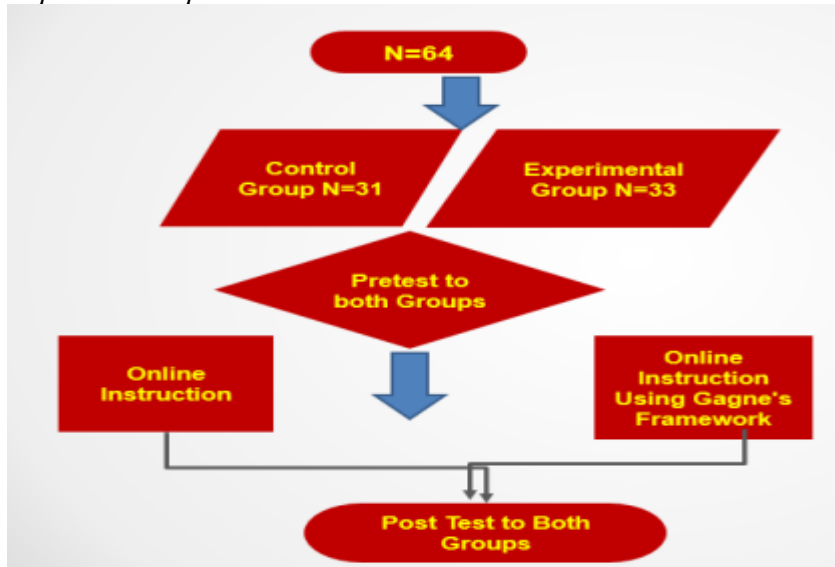 N=64
Control
Group N=31
Experimental
Group N=33
Pretest to
both Groups
Online
Instruction
Online
Instruction
Using Gagne's
Framework
Post Test to Both
Groups